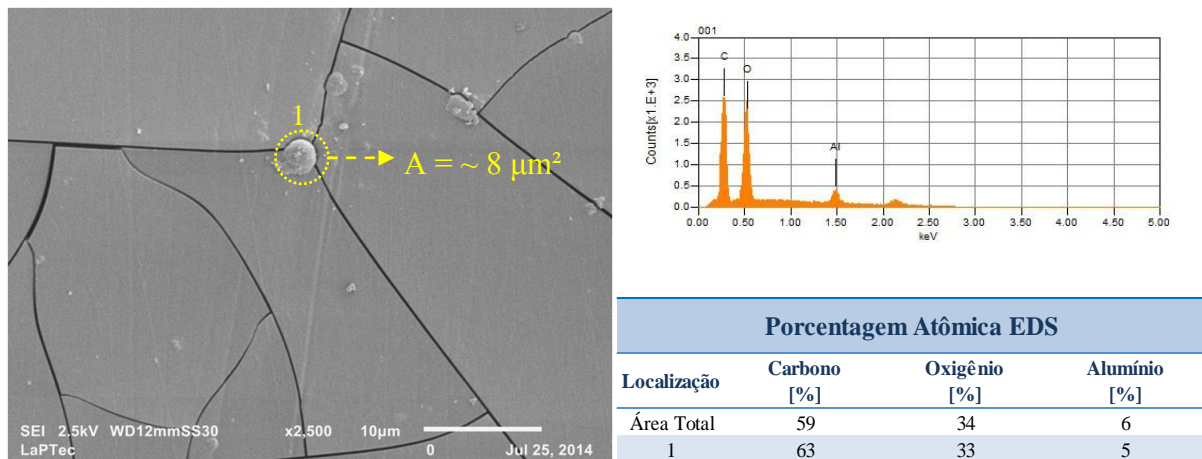 1
A = ~ 8 µm²
SEI 2.5kV WD12mmSS30 x2,500 10µm
LaPTec 0 Jul 25, 2014
001
4.0
3.5
3.0
2.5
2.0
1.5
1.0
0.5
0.0
Counts[x1.E+3]
C
O
Al
0.00 0.50 1.00 1.50 2.00 2.50 3.00 3.50 4.00 4.50 5.00
keV
Porcentagem Atômica EDS
Localização Carbono [%] Oxigênio [%] Alumínio [%]
Área Total 59 34 6
1 63 33 5